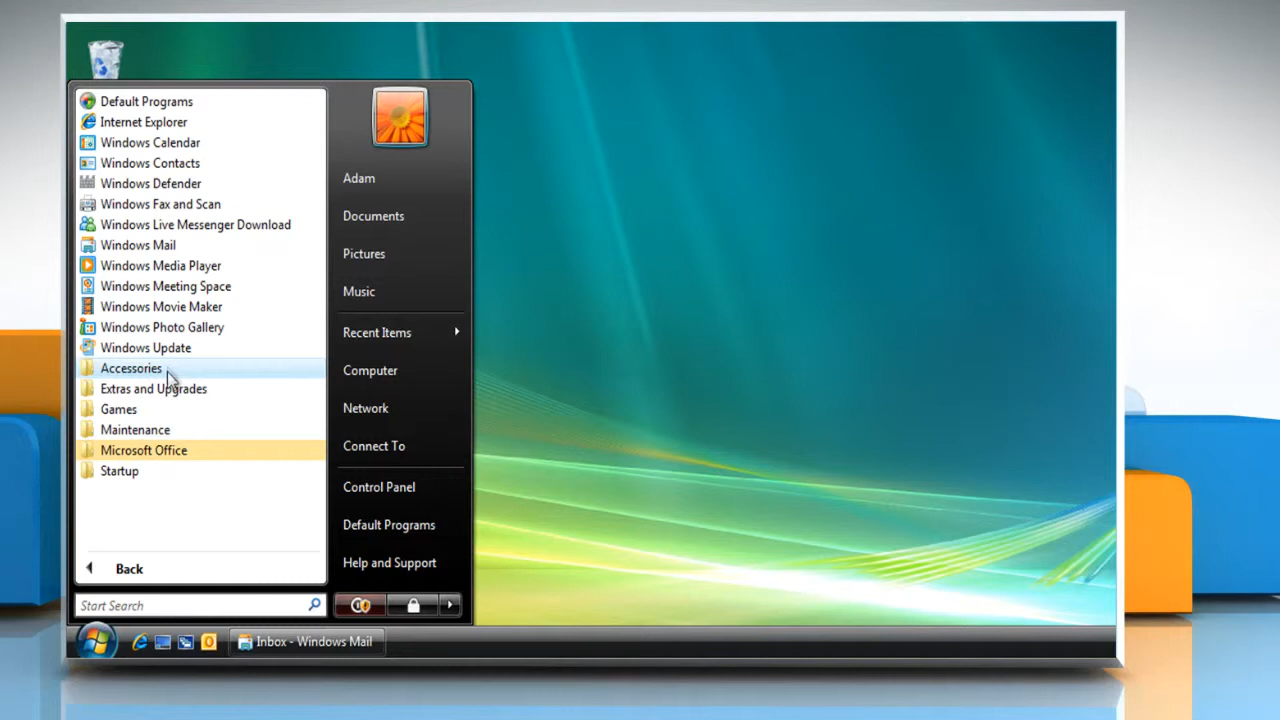 Default Programs
Internet Explorer
Windows Calendar
Windows Contacts
Windows Defender
Windows Fax and Scan
Windows Live Messenger Download
Windows Mail
Windows Media Player
Windows Meeting Space
Windows Movie Maker
Windows Photo Gallery
Windows Update
Accessories
Extras and Upgrades
Games
Maintenance
Microsoft Office
Startup
Back
Start Search
Adam
Documents
Pictures
Music
Recent Items
Computer
Network
Connect To
Control Panel
Default Programs
Help and Support
Inbox - Windows Mail